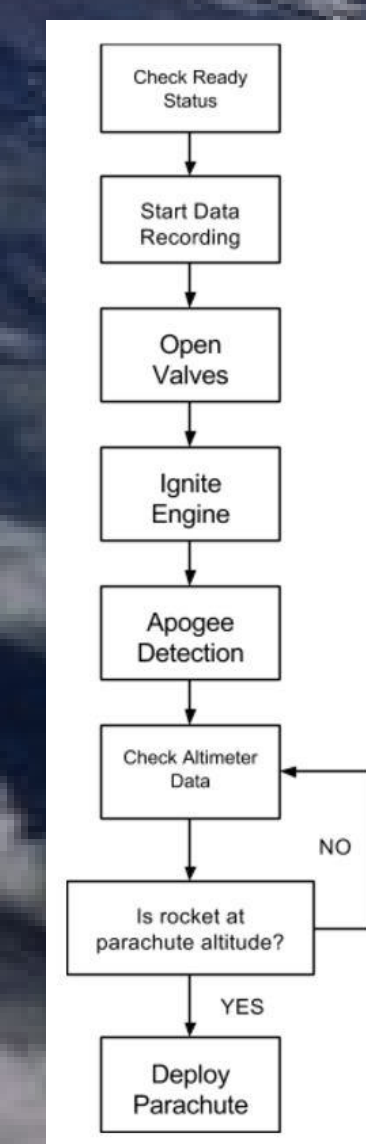 Check Ready
Status
Start Data
Recording
Open
Valves
Ignite
Engine
Apogee
Detection
Check Altimeter
Data
NO
Is rocket at
parachute altitude?
YES
Deploy
Parachute